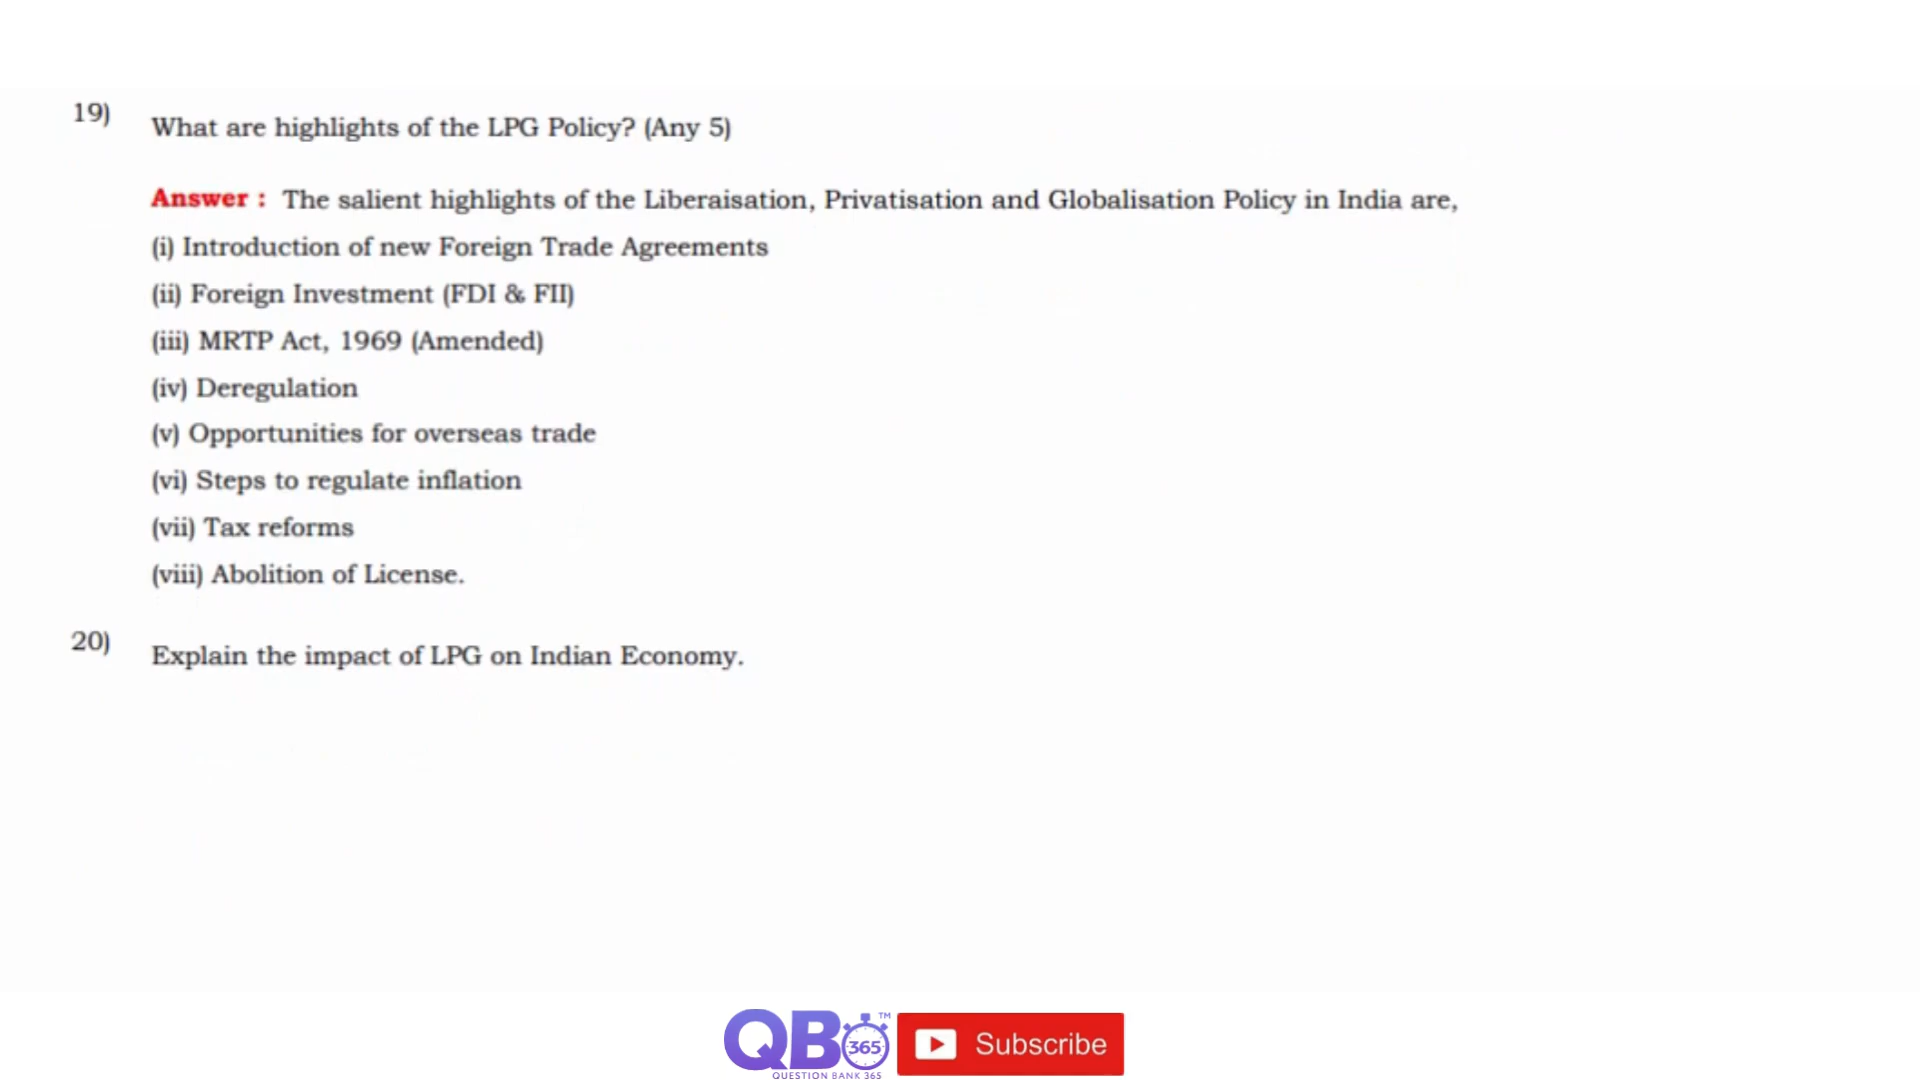 19)
What are highlights of the LPG Policy? (Any 5)
Answer : The salient highlights of the Liberaisation, Privatisation and Globalisation Policy in India are,
(i) Introduction of new Foreign Trade Agreements
(ii) Foreign Investment (FDI & FII)
(iii) MRTP Act, 1969 (Amended)
(iv) Deregulation
(v) Opportunities for overseas trade
(vi) Steps to regulate inflation
(vii) Tax reforms
(viii) Abolition of License.
20)
Explain the impact of LPG on Indian Economy.
QB 365 ™
QUESTION BANK 365
Subscribe